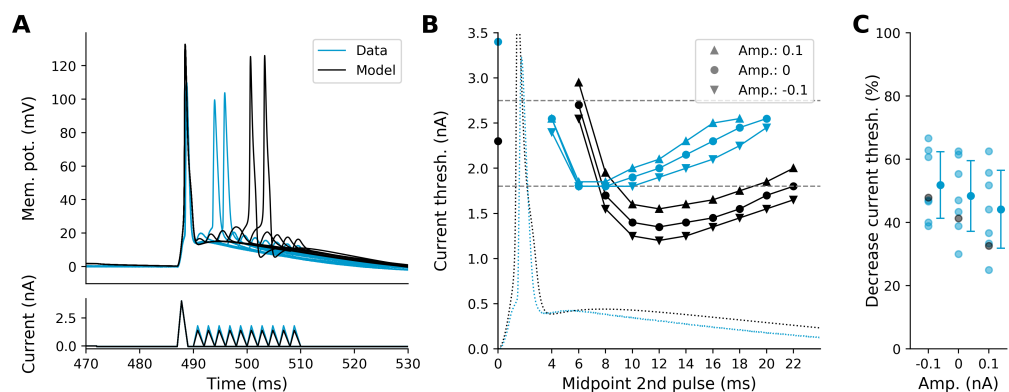 A
Mem. pot. (mV)
120
100
80
60
40
20
0
Data
Model
Current (nA)
2.5
0.0
470
480
490
500
510
520
530
Time (ms)
B
Current thresh. (nA)
3.5
3.0
2.5
2.0
1.5
1.0
0.5
0.0
Amp.: 0.1
Amp.: 0
Amp.: -0.1
0
4
6
8
10
12
14
16
18
20
22
Midpoint 2nd pulse (ms)
C
Decrease current thresh. (%)
100
80
60
40
20
0
-0.1
0
0.1
Amp. (nA)